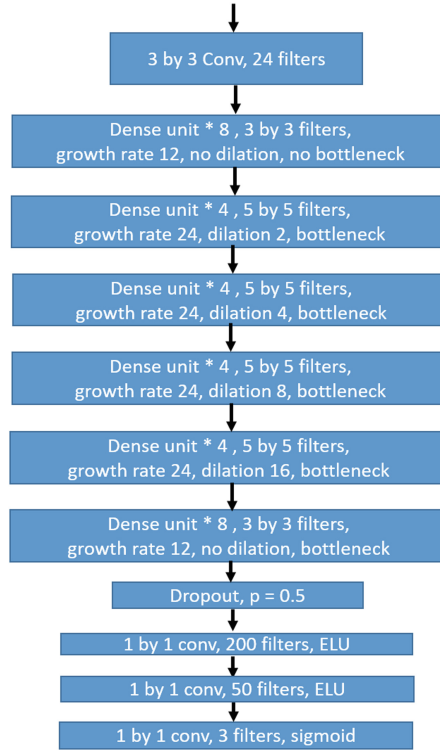 3 by 3 Conv, 24 filters
Dense unit * 8 , 3 by 3 filters,
growth rate 12, no dilation, no bottleneck
Dense unit * 4 , 5 by 5 filters,
growth rate 24, dilation 2, bottleneck
Dense unit * 4 , 5 by 5 filters,
growth rate 24, dilation 4, bottleneck
Dense unit * 4 , 5 by 5 filters,
growth rate 24, dilation 8, bottleneck
Dense unit * 4, 5 by 5 filters,
growth rate 24, dilation 16, bottleneck
Dense unit * 8, 3 by 3 filters,
growth rate 12, no dilation, bottleneck
Dropout, p = 0.5
1 by 1 conv, 200 filters, ELU
1 by 1 conv, 50 filters, ELU
1 by 1 conv, 3 filters, sigmoid